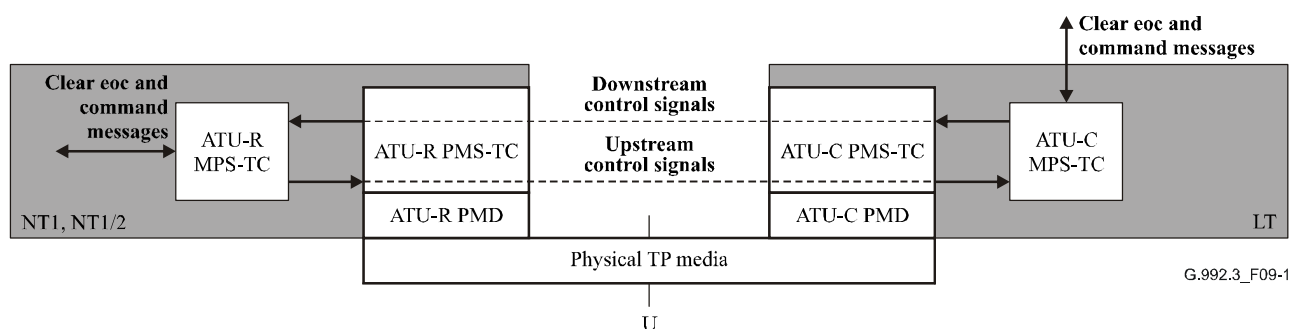 Clear eoc and
command messages
Clear eoc and
command
messages
Downstream
control signals
ATU-R
MPS-TC
ATU-R PMS-TC
Upstream
control signals
ATU-C PMS-TC
ATU-C
MPS-TC
NT1, NT1/2
ATU-R PMD
ATU-C PMD
LT
Physical TP media
G.992.3_F09-1
U